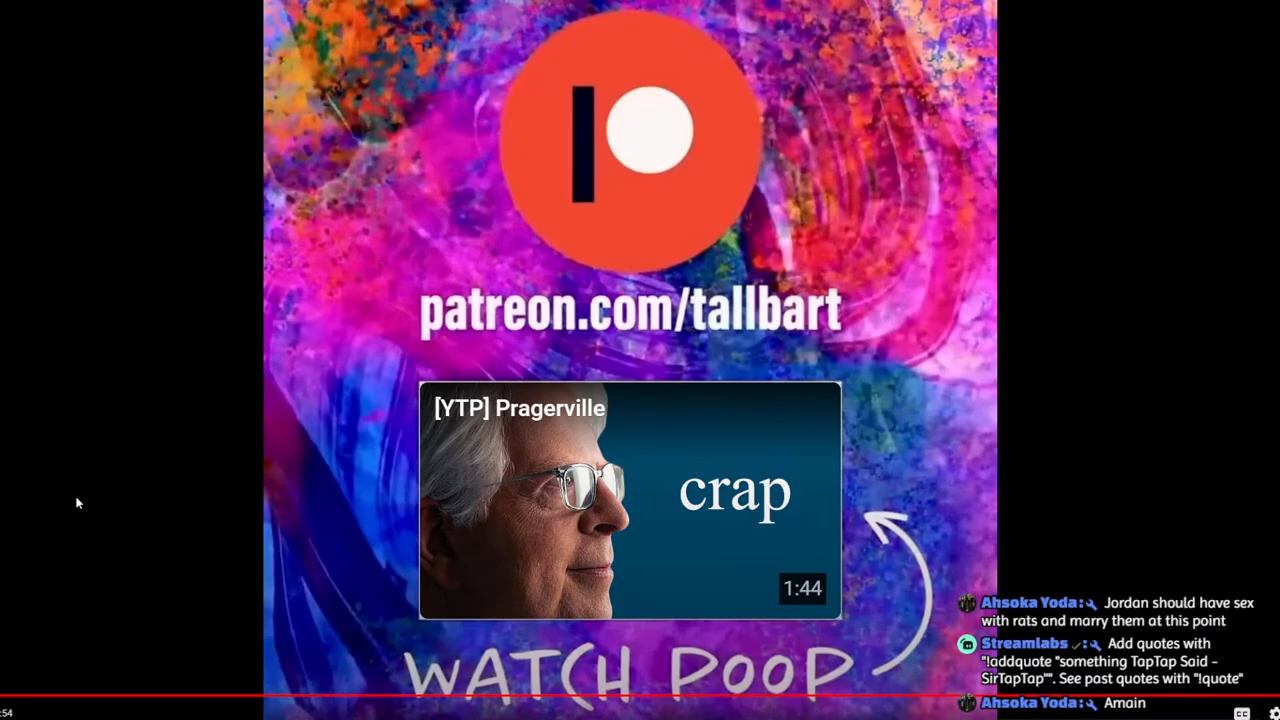 patreon.com/tallbart
[YTP] Pragerville
crap
1:44
WATCH POOP
Ahsoka Yoda: Jordan should have sex
with rats and marry them at this point
Streamlabs : Add quotes with
"!addquote "something TapTap Said -
SirTapTap"". See past quotes with "!quote"
Ahsoka Yoda: Amain
:54
CC